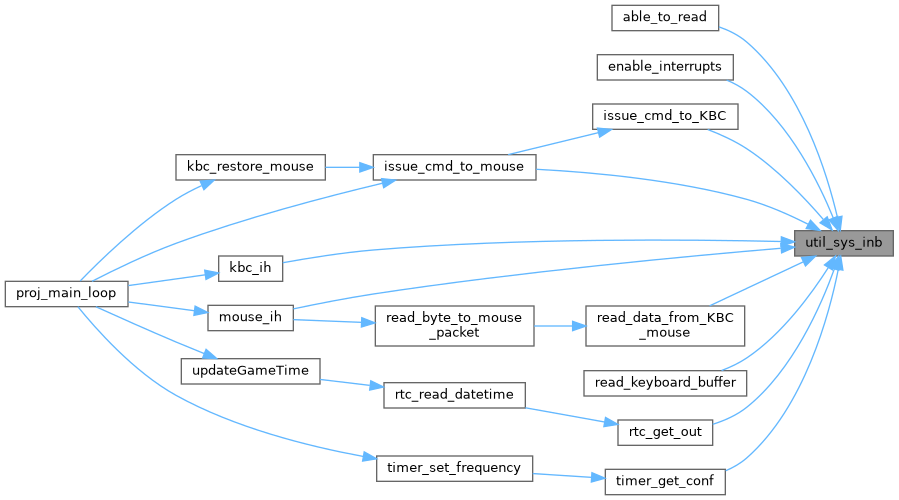 able_to_read
enable_interrupts
issue_cmd_to_KBC
kbc_restore_mouse
issue_cmd_to_mouse
util_sys_inb
kbc_ih
proj_main_loop
mouse_ih
read_byte_to_mouse
_packet
read_data_from_KBC
_mouse
updateGameTime
read_keyboard_buffer
rtc_read_datetime
rtc_get_out
timer_set_frequency
timer_get_conf